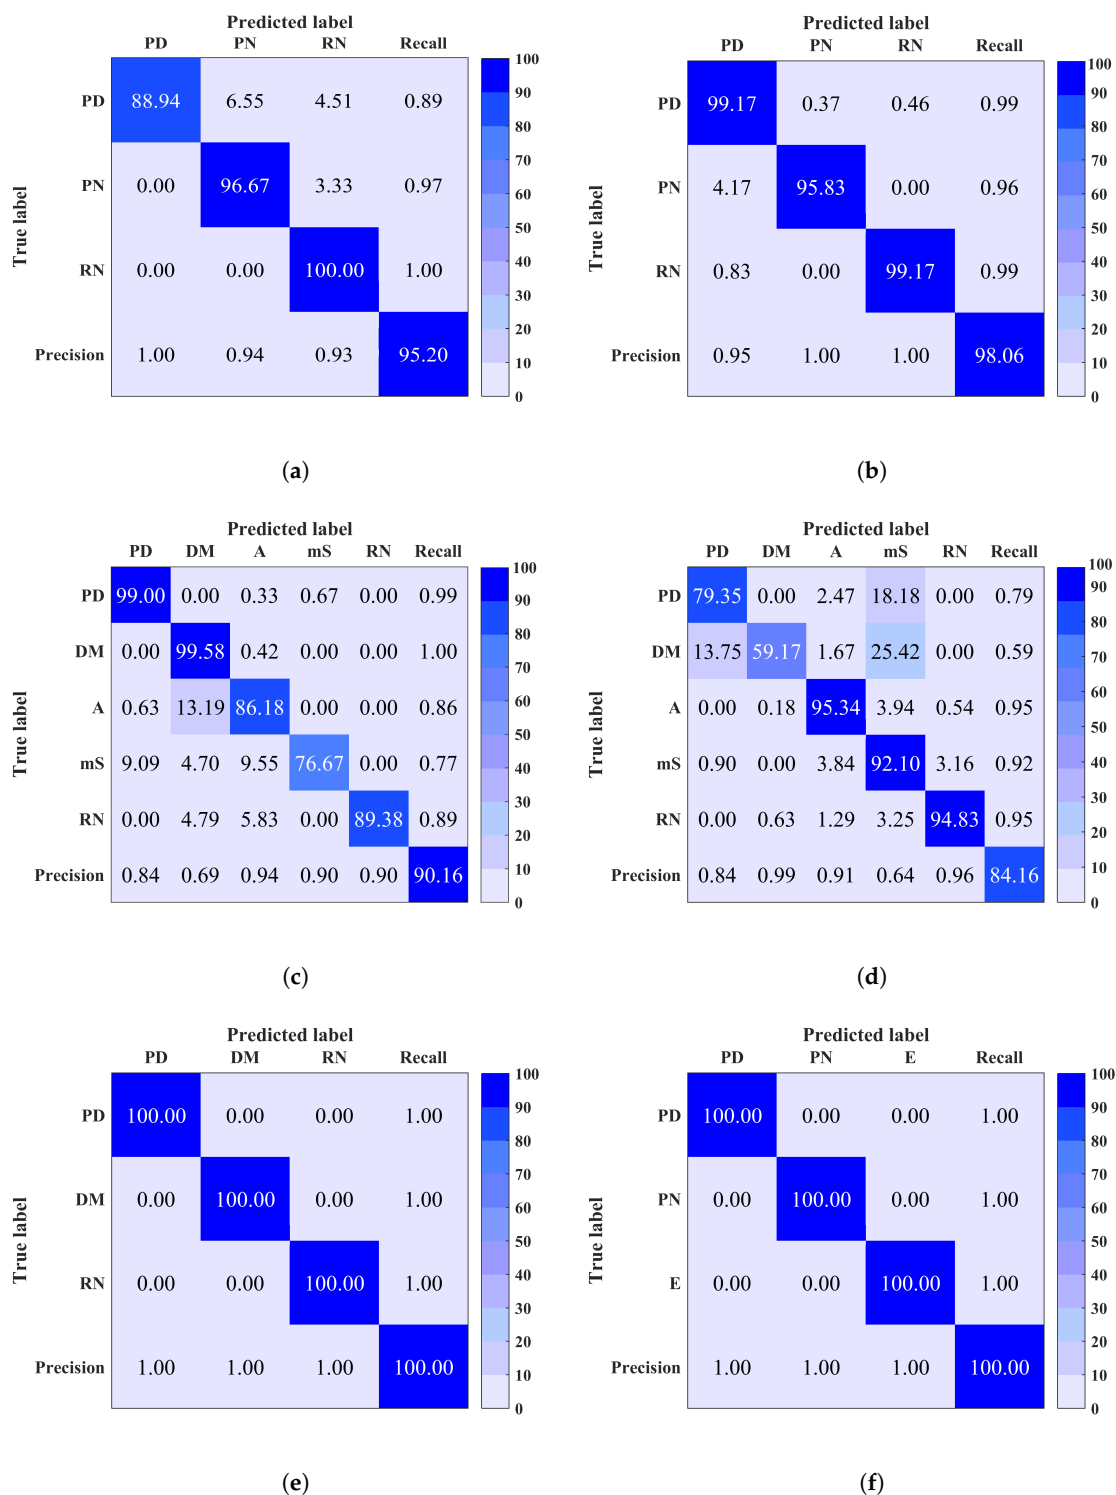 Predicted label
PD PN RN Recall
True label
PD 88.94 6.55 4.51 0.89
PN 0.00 96.67 3.33 0.97
RN 0.00 0.00 100.00 1.00
Precision 1.00 0.94 0.93 95.20
100
90
80
70
60
50
40
30
20
10
0
(a)
Predicted label
PD PN RN Recall
True label
PD 99.17 0.37 0.46 0.99
PN 4.17 95.83 0.00 0.96
RN 0.83 0.00 99.17 0.99
Precision 0.95 1.00 1.00 98.06
100
90
80
70
60
50
40
30
20
10
0
(b)
Predicted label
PD DM A mS RN Recall
True label
PD 99.00 0.00 0.33 0.67 0.00 0.99
DM 0.00 99.58 0.42 0.00 0.00 1.00
A 0.63 13.19 86.18 0.00 0.00 0.86
mS 9.09 4.70 9.55 76.67 0.00 0.77
RN 0.00 4.79 5.83 0.00 89.38 0.89
Precision 0.84 0.69 0.94 0.90 0.90 90.16
100
90
80
70
60
50
40
30
20
10
0
(c)
Predicted label
PD DM A mS RN Recall
True label
PD 79.35 0.00 2.47 18.18 0.00 0.79
DM 13.75 59.17 1.67 25.42 0.00 0.59
A 0.00 0.18 95.34 3.94 0.54 0.95
mS 0.90 0.00 3.84 92.10 3.16 0.92
RN 0.00 0.63 1.29 3.25 94.83 0.95
Precision 0.84 0.99 0.91 0.64 0.96 84.16
100
90
80
70
60
50
40
30
20
10
0
(d)
Predicted label
PD DM RN Recall
True label
PD 100.00 0.00 0.00 1.00
DM 0.00 100.00 0.00 1.00
RN 0.00 0.00 100.00 1.00
Precision 1.00 1.00 1.00 100.00
100
90
80
70
60
50
40
30
20
10
0
(e)
Predicted label
PD PN E Recall
True label
PD 100.00 0.00 0.00 1.00
PN 0.00 100.00 0.00 1.00
E 0.00 0.00 100.00 1.00
Precision 1.00 1.00 1.00 100.00
100
90
80
70
60
50
40
30
20
10
0
(f)